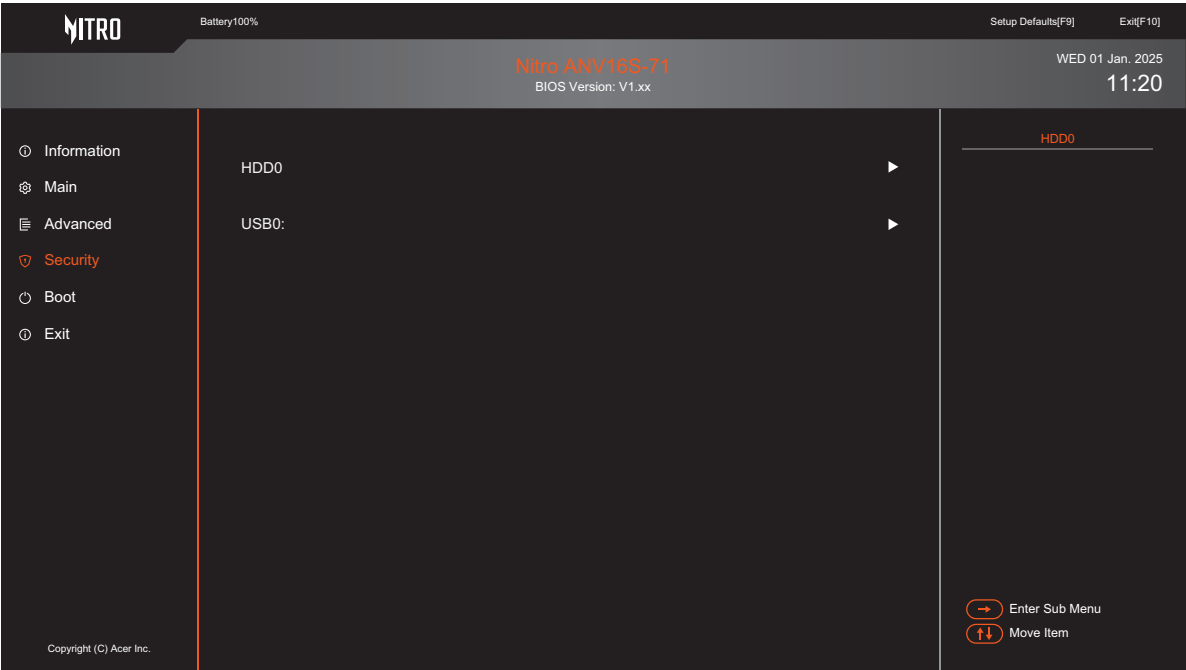 NITRO
Battery100%
Setup Defaults[F9]
Exit[F10]
Nitro ANV16S-71
BIOS Version: V1.xx
WED 01 Jan. 2025
11:20
Information
Main
Advanced
Security
Boot
Exit
HDD0
USB0:
HDD0
Enter Sub Menu
Move Item
Copyright (C) Acer Inc.